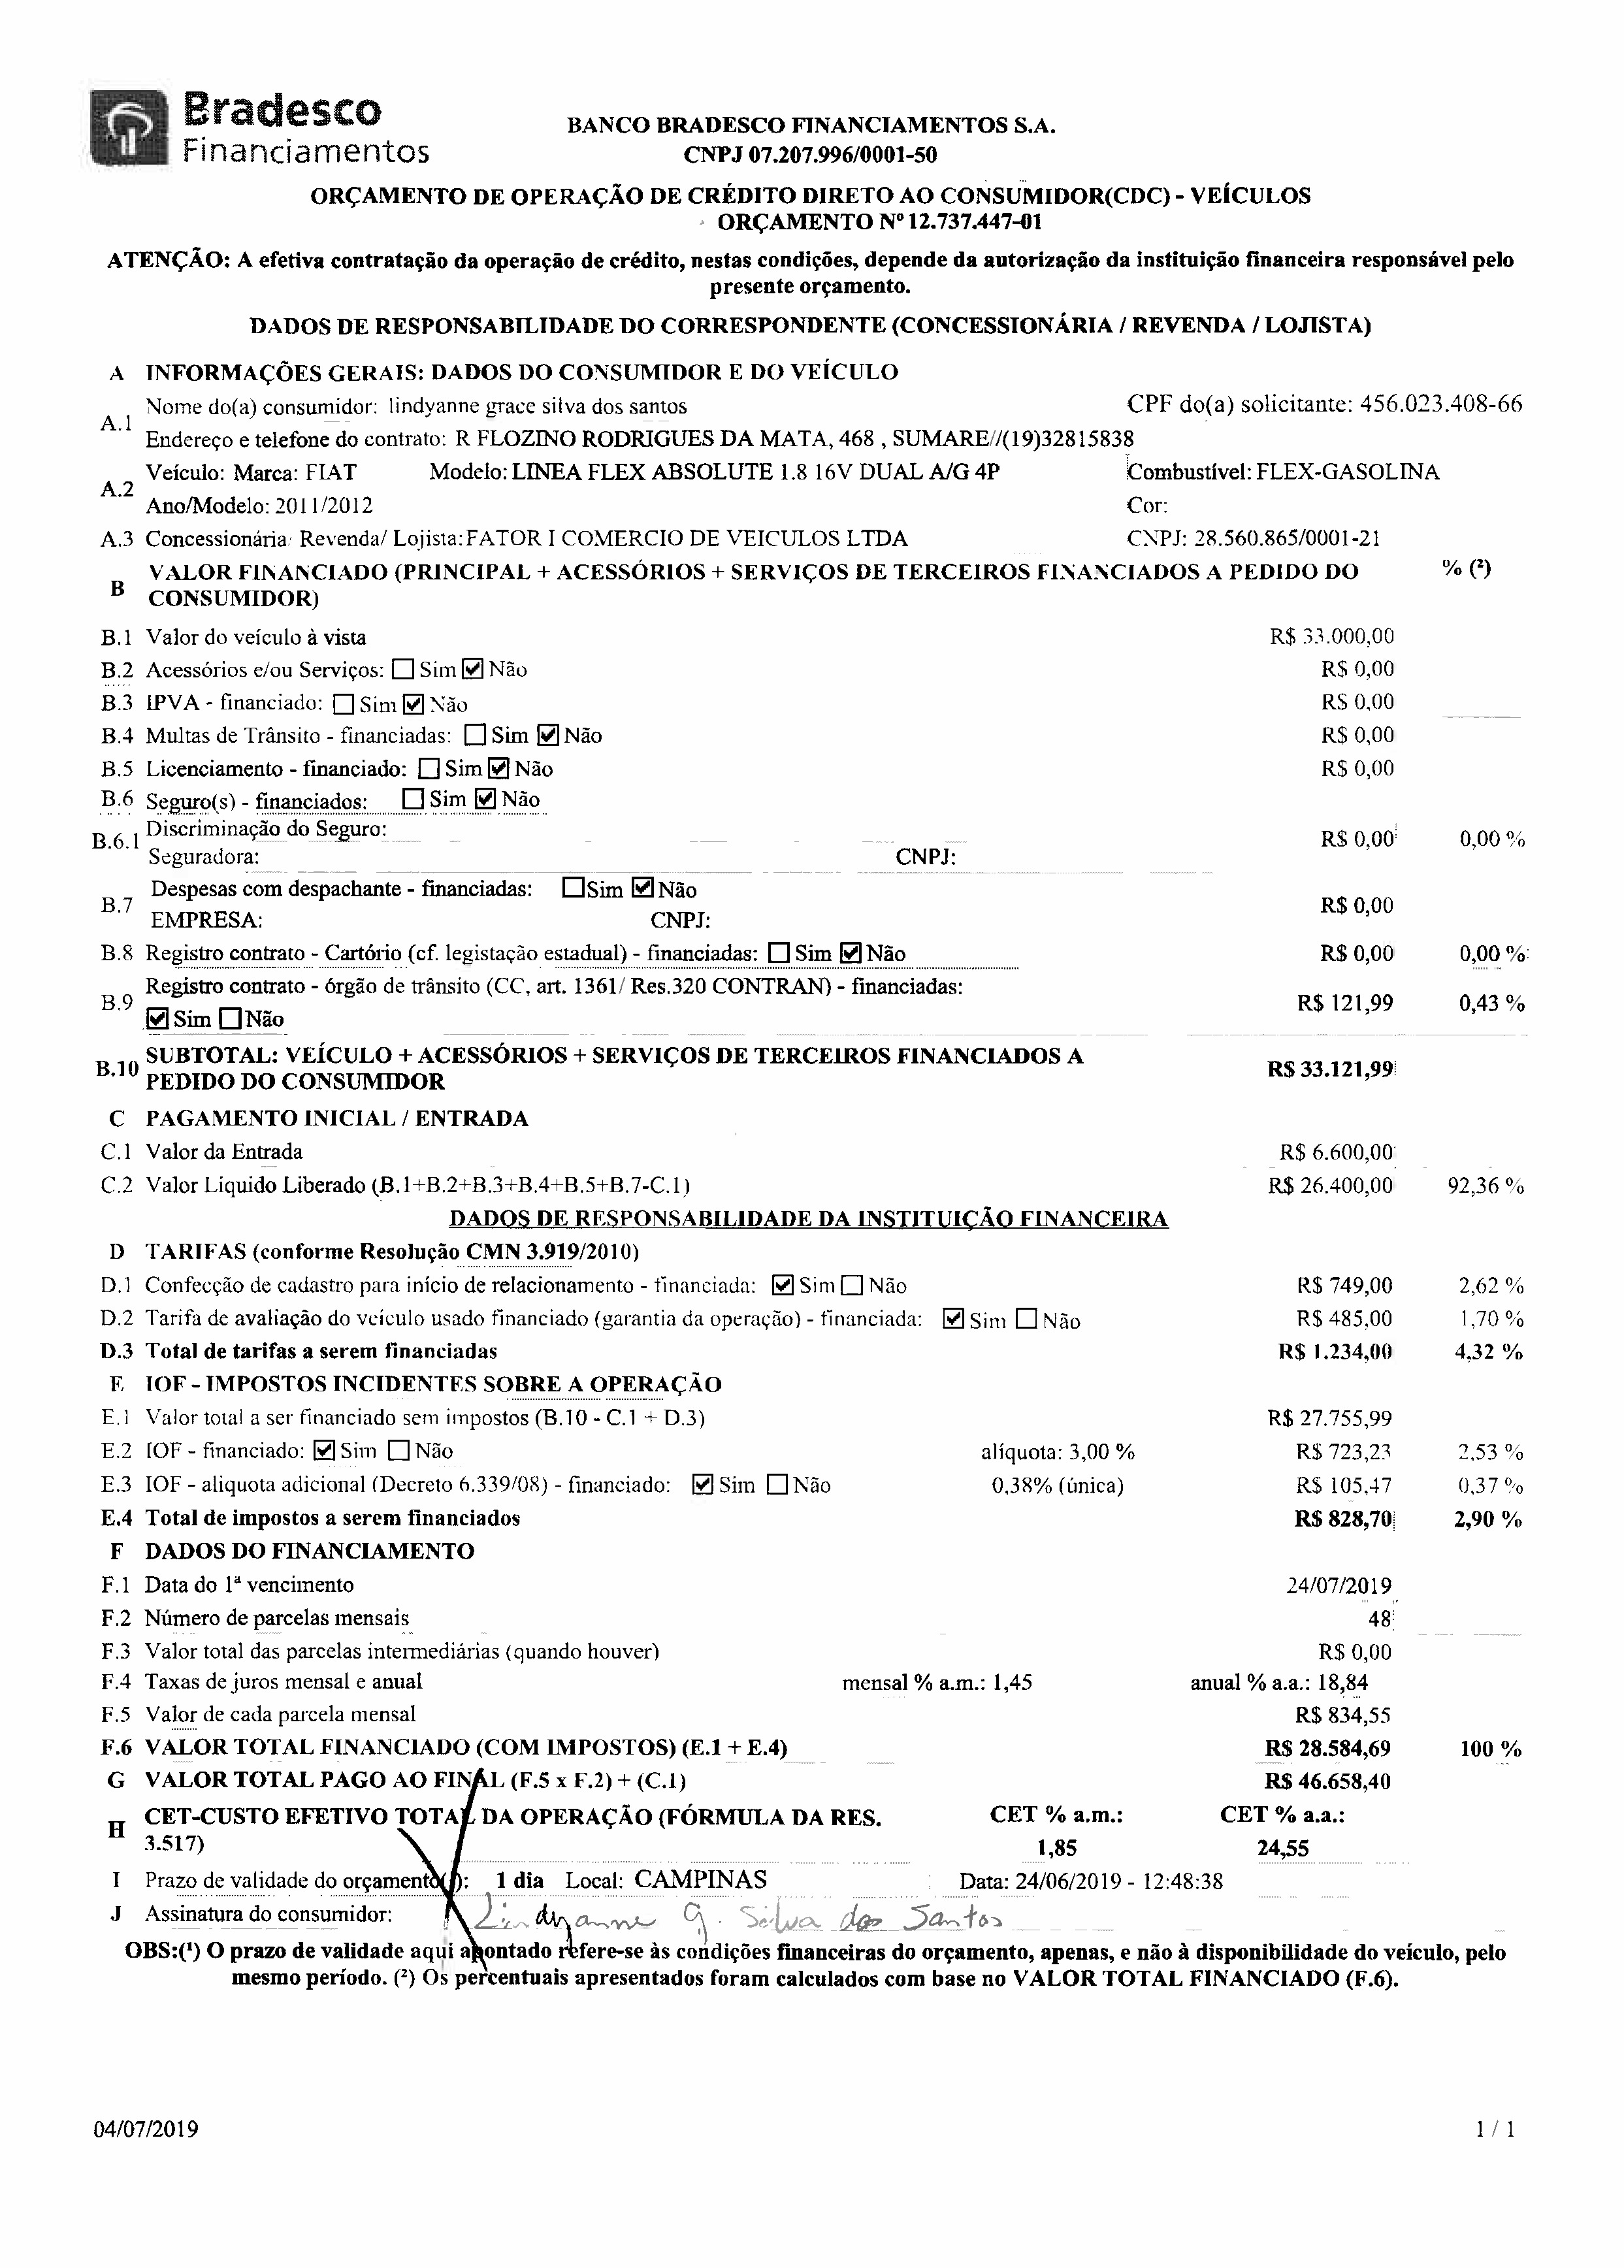 Bradesco
Financiamentos
BANCO BRADESCO FINANCIAMENTOS S.A.
CNPJ 07.207.996/0001-50
ORÇAMENTO DE OPERAÇÃO DE CRÉDITO DIRETO AO CONSUMIDOR(CDC) - VEÍCULOS
ORÇAMENTO Nº 12.737.447-01
ATENÇÃO: A efetiva contratação da operação de crédito, nestas condições, depende da autorização da instituição financeira responsável pelo
presente orçamento.
DADOS DE RESPONSABILIDADE DO CORRESPONDENTE (CONCESSIONÁRIA / REVENDA / LOJISTA)
A INFORMAÇÕES GERAIS: DADOS DO CONSUMIDOR E DO VEÍCULO
A.1 Nome do(a) consumidor: lindyanne grace silva dos santos CPF do(a) solicitante: 456.023.408-66
Endereço e telefone do contrato: R FLOZINO RODRIGUES DA MATA, 468 , SUMARE//(19)32815838
A.2 Veículo: Marca: FIAT Modelo: LINEA FLEX ABSOLUTE 1.8 16V DUAL A/G 4P Combustível: FLEX-GASOLINA
Ano/Modelo: 2011/2012 Cor:
A.3 Concessionária/ Revenda/ Lojista: FATOR I COMERCIO DE VEICULOS LTDA CNPJ: 28.560.865/0001-21
B VALOR FINANCIADO (PRINCIPAL + ACESSÓRIOS + SERVIÇOS DE TERCEIROS FINANCIADOS A PEDIDO DO % (²)
CONSUMIDOR)
B.1 Valor do veículo à vista R$ 33.000,00
B.2 Acessórios e/ou Serviços: ☐ Sim ☑ Não R$ 0,00
B.3 IPVA - financiado: ☐ Sim ☑ Não R$ 0,00
B.4 Multas de Trânsito - financiadas: ☐ Sim ☑ Não R$ 0,00
B.5 Licenciamento - financiado: ☐ Sim ☑ Não R$ 0,00
B.6 Seguro(s) - financiados: ☐ Sim ☑ Não
B.6.1 Discriminação do Seguro: R$ 0,00 0,00 %
Seguradora: CNPJ:
B.7 Despesas com despachante - financiadas: ☐ Sim ☑ Não R$ 0,00
EMPRESA: CNPJ:
B.8 Registro contrato - Cartório (cf. legistação estadual) - financiadas: ☐ Sim ☑ Não R$ 0,00 0,00 %
B.9 Registro contrato - órgão de trânsito (CC, art. 1361/ Res.320 CONTRAN) - financiadas: R$ 121,99 0,43 %
☑ Sim ☐ Não
B.10 SUBTOTAL: VEÍCULO + ACESSÓRIOS + SERVIÇOS DE TERCEIROS FINANCIADOS A R$ 33.121,99
PEDIDO DO CONSUMIDOR
C PAGAMENTO INICIAL / ENTRADA
C.1 Valor da Entrada R$ 6.600,00
C.2 Valor Liquido Liberado (B.1+B.2+B.3+B.4+B.5+B.7-C.1) R$ 26.400,00 92,36 %
DADOS DE RESPONSABILIDADE DA INSTITUIÇÃO FINANCEIRA
D TARIFAS (conforme Resolução CMN 3.919/2010)
D.1 Confecção de cadastro para início de relacionamento - financiada: ☑ Sim ☐ Não R$ 749,00 2,62 %
D.2 Tarifa de avaliação do veículo usado financiado (garantia da operação) - financiada: ☑ Sim ☐ Não R$ 485,00 1,70 %
D.3 Total de tarifas a serem financiadas R$ 1.234,00 4,32 %
E IOF - IMPOSTOS INCIDENTES SOBRE A OPERAÇÃO
E.1 Valor total a ser financiado sem impostos (B.10 - C.1 + D.3) R$ 27.755,99
E.2 IOF - financiado: ☑ Sim ☐ Não alíquota: 3,00 % R$ 723,23 2,53 %
E.3 IOF - aliquota adicional (Decreto 6.339/08) - financiado: ☑ Sim ☐ Não 0,38% (única) R$ 105,47 0,37 %
E.4 Total de impostos a serem financiados R$ 828,70 2,90 %
F DADOS DO FINANCIAMENTO
F.1 Data do 1ª vencimento 24/07/2019
F.2 Número de parcelas mensais 48
F.3 Valor total das parcelas intermediárias (quando houver) R$ 0,00
F.4 Taxas de juros mensal e anual mensal % a.m.: 1,45 anual % a.a.: 18,84
F.5 Valor de cada parcela mensal R$ 834,55
F.6 VALOR TOTAL FINANCIADO (COM IMPOSTOS) (E.1 + E.4) R$ 28.584,69 100 %
G VALOR TOTAL PAGO AO FINAL (F.5 x F.2) + (C.1) R$ 46.658,40
H CET-CUSTO EFETIVO TOTAL DA OPERAÇÃO (FÓRMULA DA RES. CET % a.m.: CET % a.a.:
3.517) 1,85 24,55
I Prazo de validade do orçamento(¹): 1 dia Local: CAMPINAS Data: 24/06/2019 - 12:48:38
J Assinatura do consumidor: Lindyanne G. Silva dos Santos
OBS:(¹) O prazo de validade aqui apontado refere-se às condições financeiras do orçamento, apenas, e não à disponibilidade do veículo, pelo
mesmo período. (²) Os percentuais apresentados foram calculados com base no VALOR TOTAL FINANCIADO (F.6).
04/07/2019 1 / 1